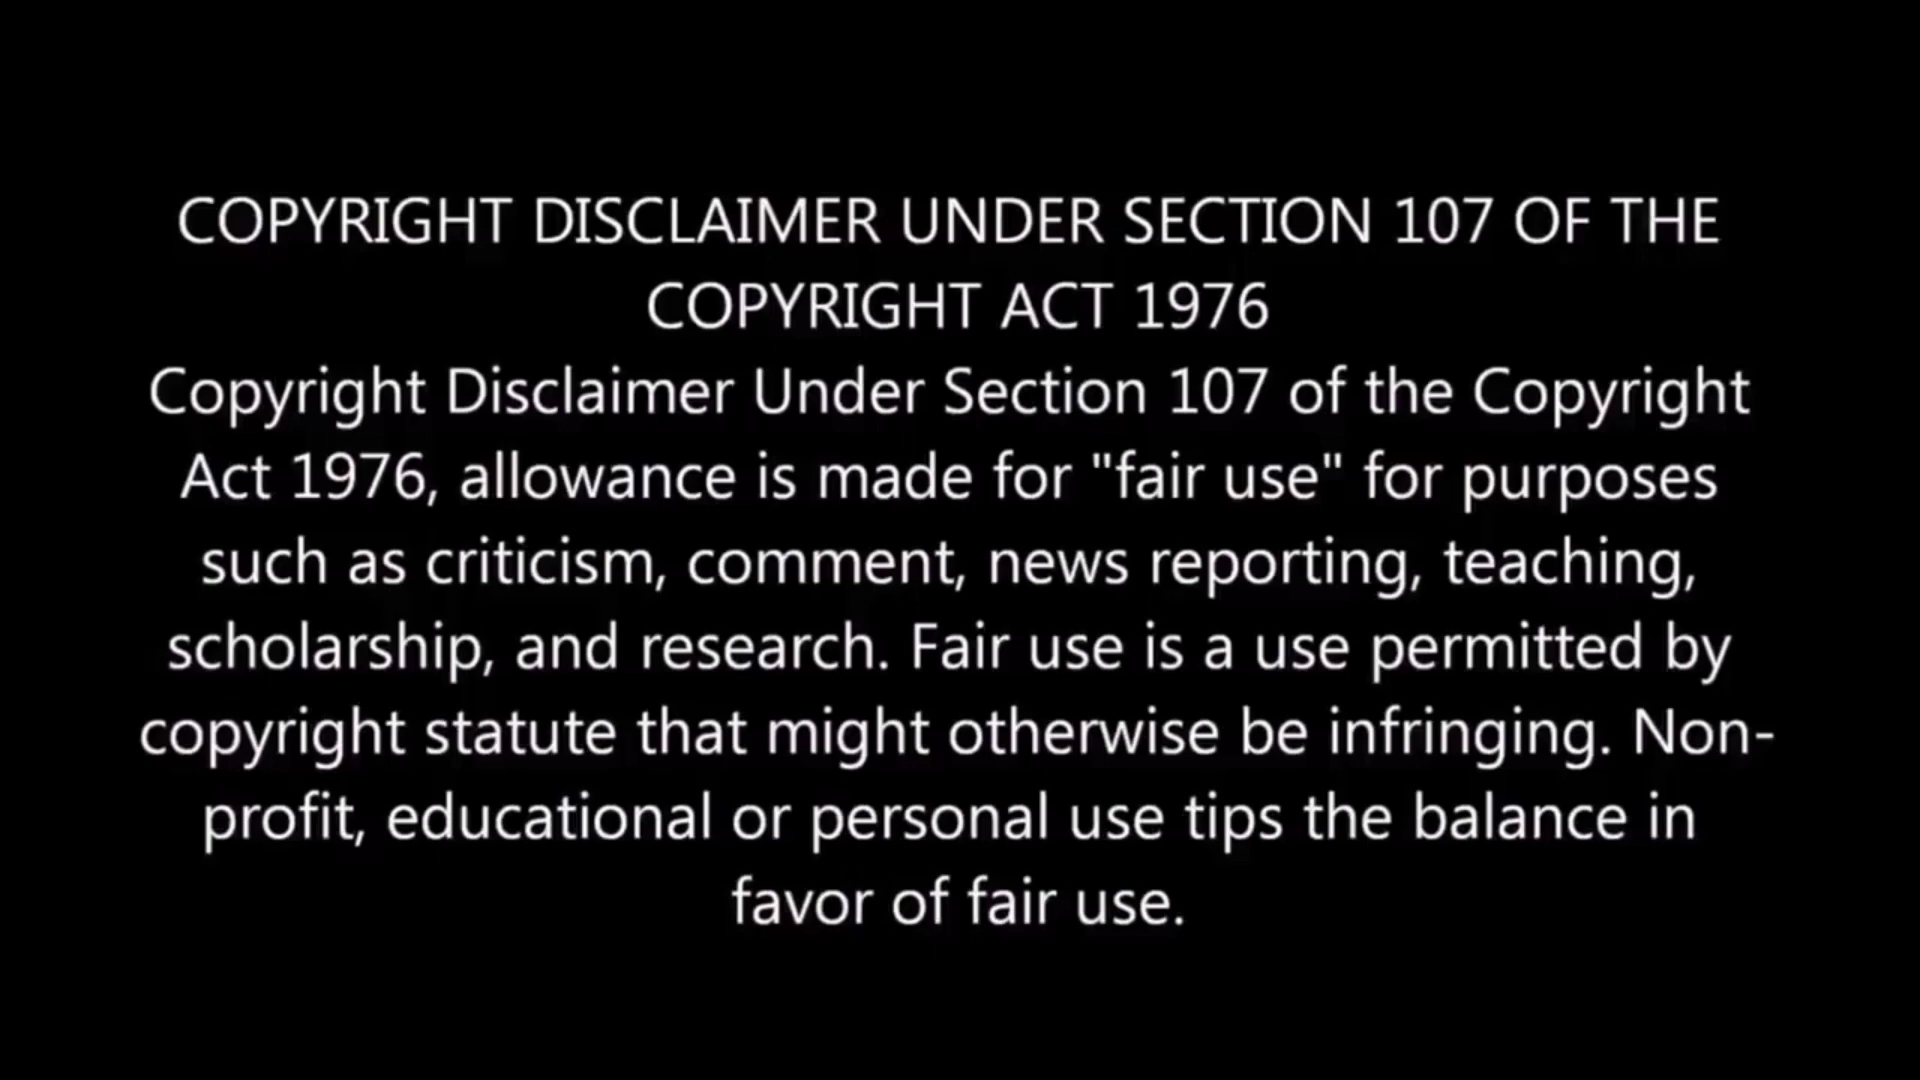 COPYRIGHT DISCLAIMER UNDER SECTION 107 OF THE
COPYRIGHT ACT 1976
Copyright Disclaimer Under Section 107 of the Copyright
Act 1976, allowance is made for "fair use" for purposes
such as criticism, comment, news reporting, teaching,
scholarship, and research. Fair use is a use permitted by
copyright statute that might otherwise be infringing. Non-
profit, educational or personal use tips the balance in
favor of fair use.